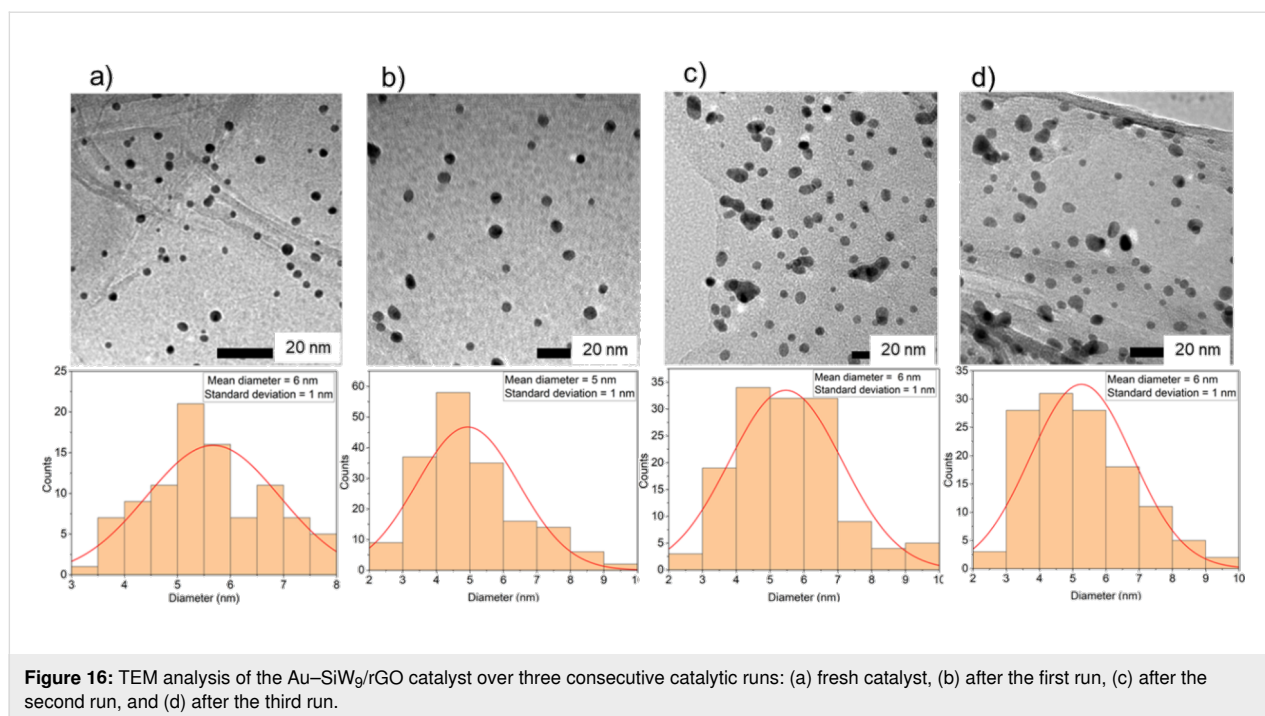 a)
b)
c)
d)
20 nm
20 nm
20 nm
20 nm
25
20
15
10
5
0
Counts
Mean diameter = 6 nm
Standard deviation = 1 nm
3 4 5 6 7 8
Diameter (nm)
60
50
40
30
20
10
0
Counts
Mean diameter = 5 nm
Standard deviation = 1 nm
2 3 4 5 6 7 8 9 10
Diameter (nm)
35
30
25
20
15
10
5
0
Counts
Mean diameter = 6 nm
Standard deviation = 1 nm
2 3 4 5 6 7 8 9 10
Diameter (nm)
35
30
25
20
15
10
5
0
Counts
Mean diameter = 6 nm
Standard deviation = 1 nm
2 3 4 5 6 7 8 9 10
Diameter (nm)
Figure 16: TEM analysis of the Au–SiW₉/rGO catalyst over three consecutive catalytic runs: (a) fresh catalyst, (b) after the first run, (c) after the
second run, and (d) after the third run.